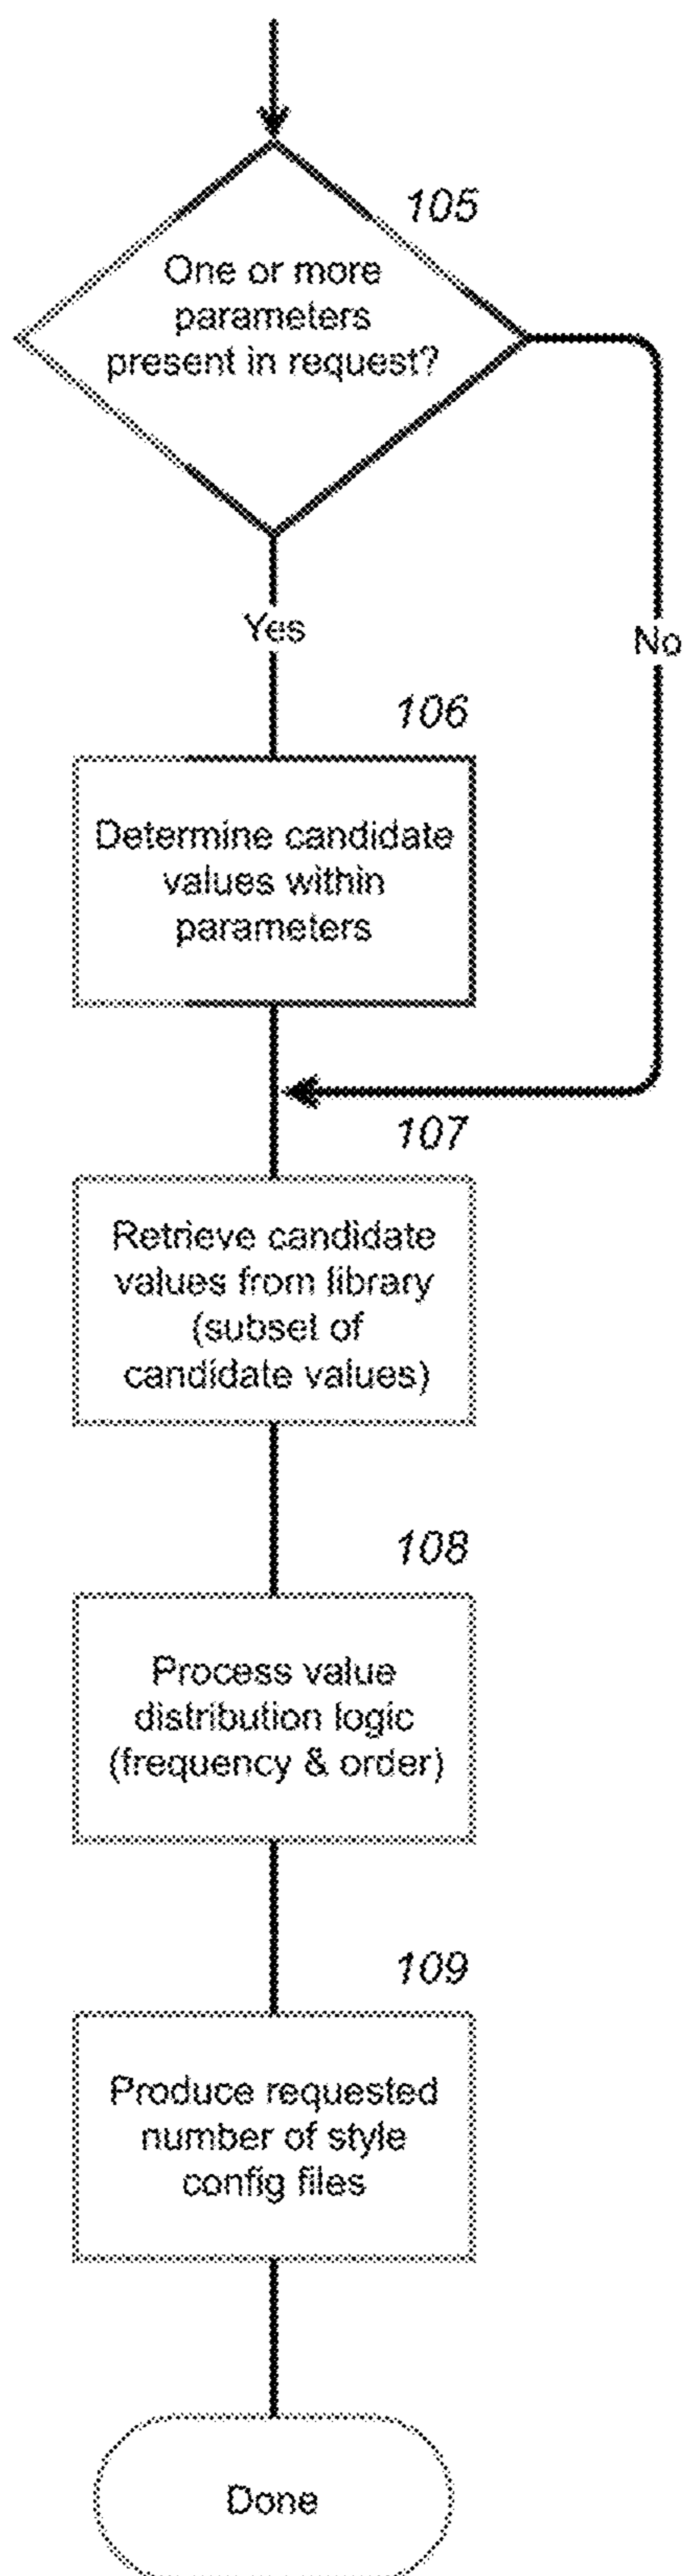 105
One or more
parameters
present in request?
Yes
No
106
Determine candidate
values within
parameters
107
Retrieve candidate
values from library
(subset of
candidate values)
108
Process value
distribution logic
(frequency & order)
109
Produce requested
number of style
config files
Done